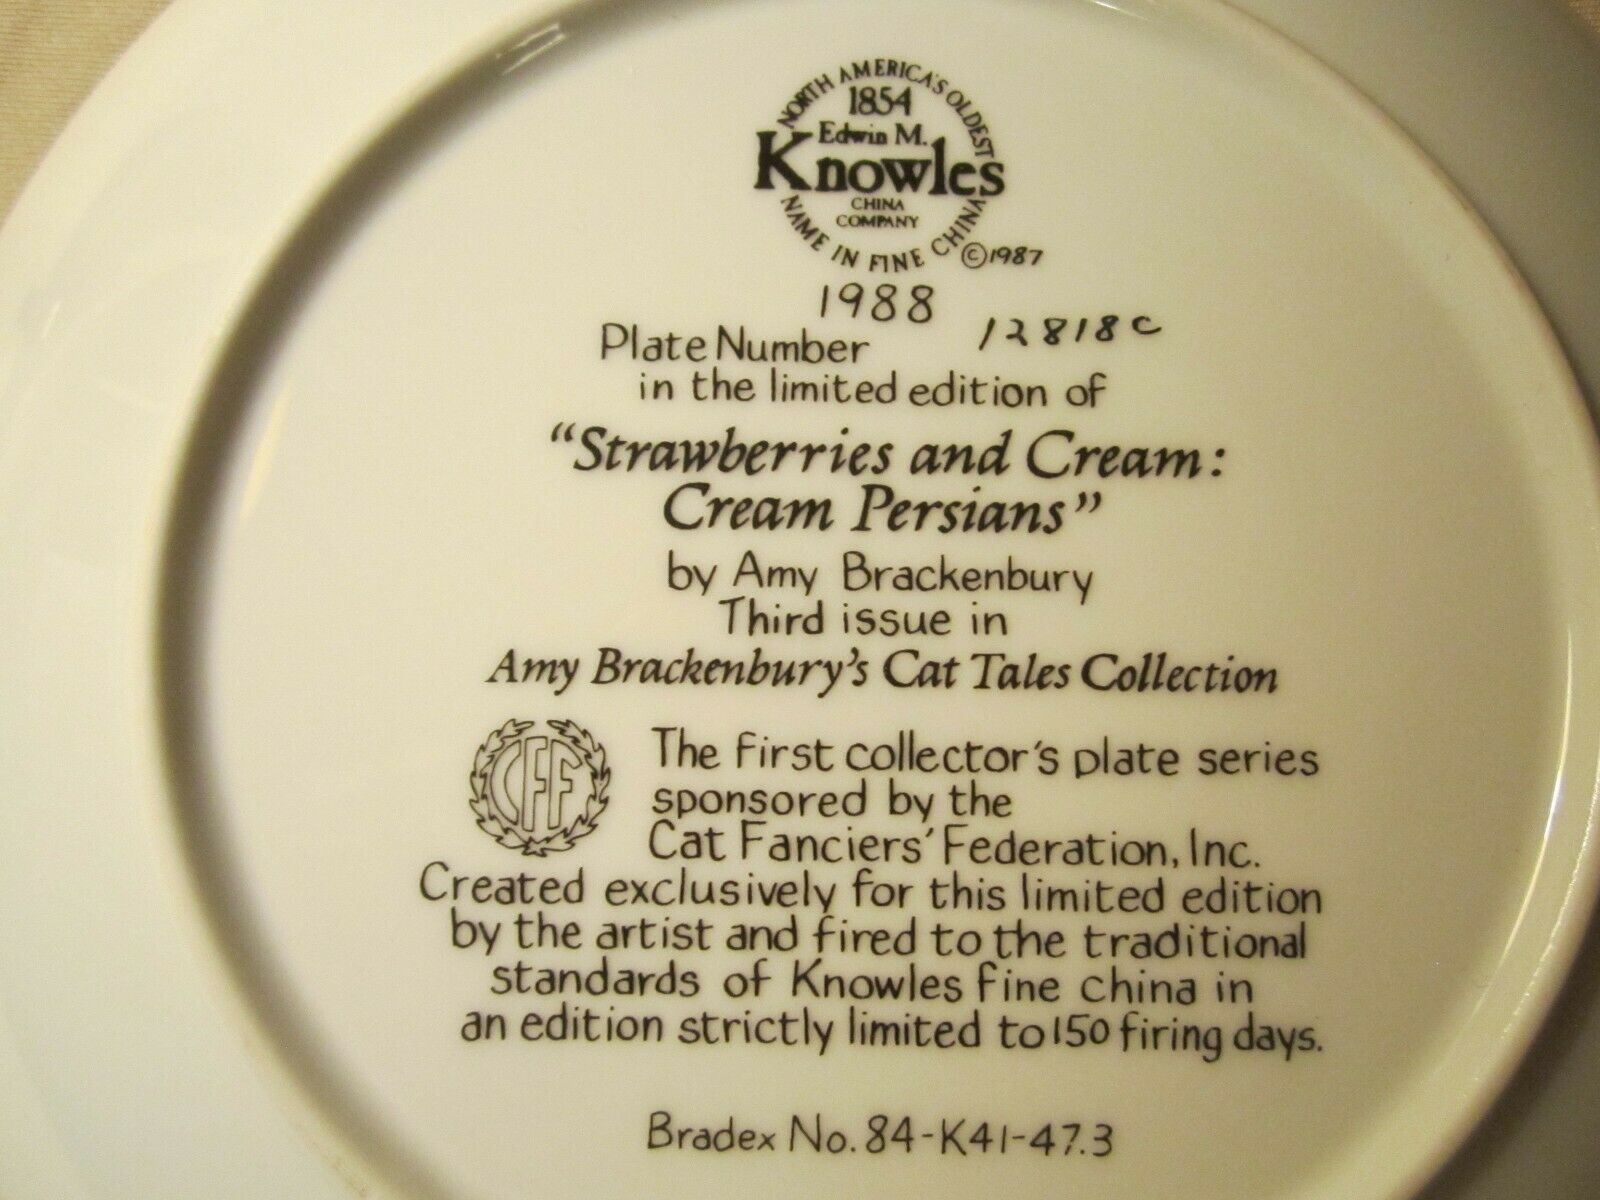 NORTH AMERICA'S OLDEST
1854
Edwin M.
Knowles
CHINA
COMPANY
NAME IN FINE CHINA
©1987
1988
Plate Number 12818C
in the limited edition of
"Strawberries and Cream:
Cream Persians"
by Amy Brackenbury
Third issue in
Amy Brackenbury's Cat Tales Collection
CFF
The first collector's plate series
sponsored by the
Cat Fanciers' Federation, Inc.
Created exclusively for this limited edition
by the artist and fired to the traditional
standards of Knowles fine china in
an edition strictly limited to 150 firing days.
Bradex No. 84-K41-47.3